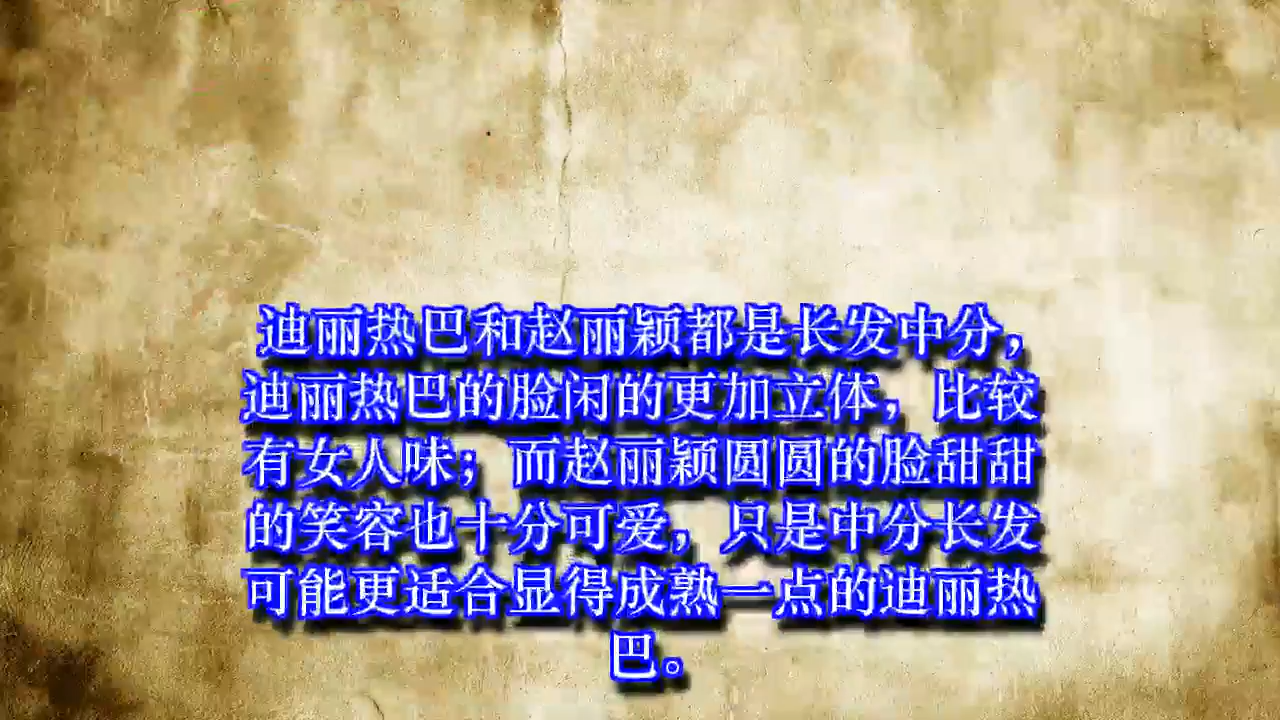 迪丽热巴和赵丽颖都是长发中分，
迪丽热巴的脸闲的更加立体，比较
有女人味；而赵丽颖圆圆的脸甜甜
的笑容也十分可爱，只是中分长发
可能更适合显得成熟一点的迪丽热
巴。